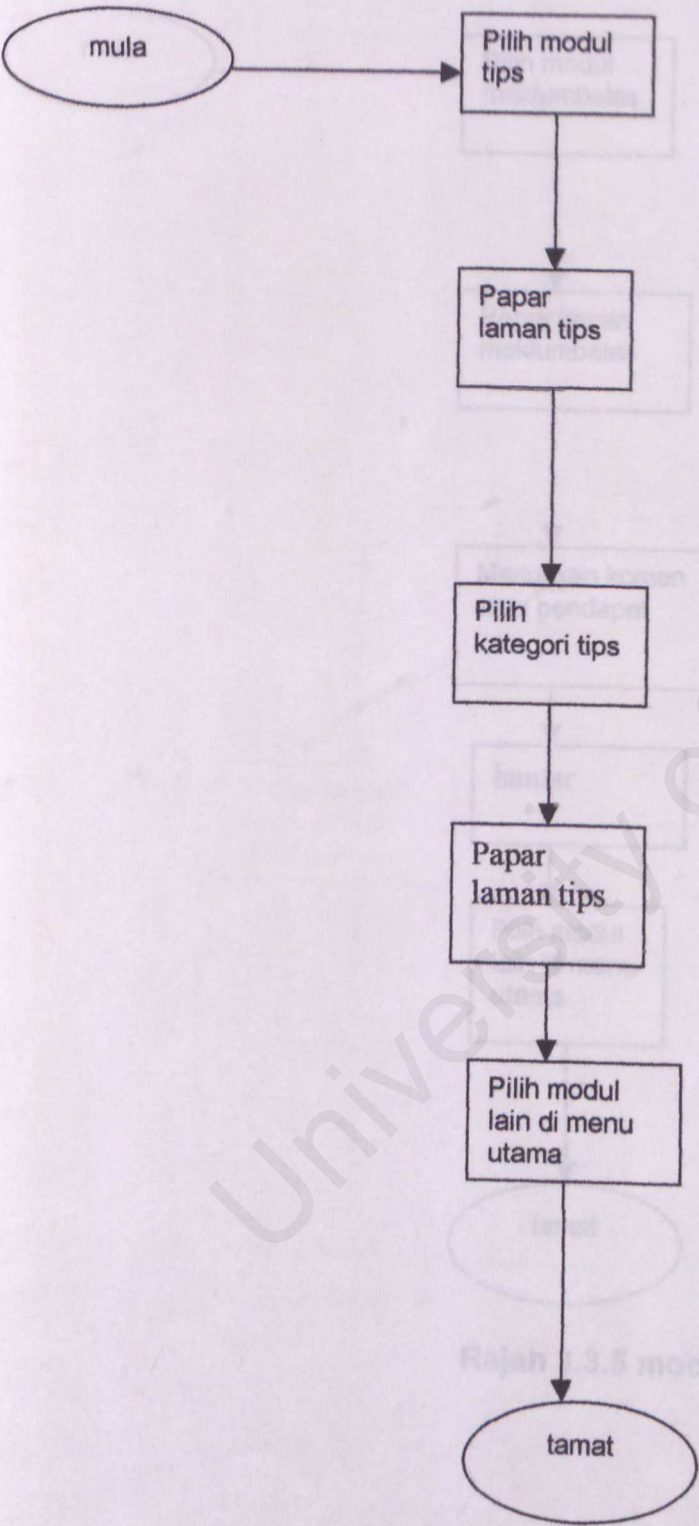 mula
Pilih modul
tips
Papar
laman tips
Pilih
kategori tips
Papar
laman tips
Pilih modul
lain di menu
utama
tamat
University